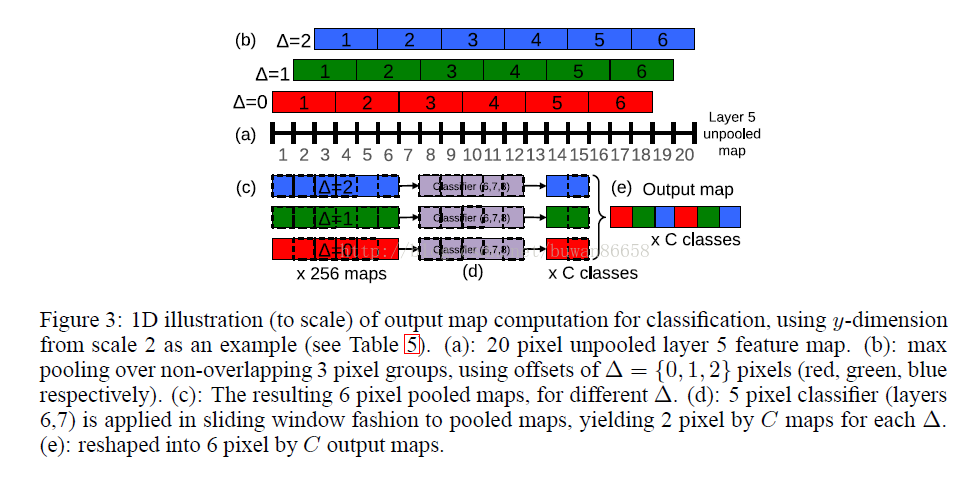 (b) Δ=2 1 2 3 4 5 6
Δ=1 1 2 3 4 5 6
Δ=0 1 2 3 4 5 6
(a) Layer 5 unpooled map
1 2 3 4 5 6 7 8 9 10 11 12 13 14 15 16 17 18 19 20
(c) Δ=2 Classifier (6,7,8) (e) Output map
Δ=1 Classifier (6,7,8)
x C classes
Δ=0 Classifier (6,7,8)
x 256 maps (d) x C classes
Figure 3: 1D illustration (to scale) of output map computation for classification, using y-dimension
from scale 2 as an example (see Table 5). (a): 20 pixel unpooled layer 5 feature map. (b): max
pooling over non-overlapping 3 pixel groups, using offsets of Δ = {0, 1, 2} pixels (red, green, blue
respectively). (c): The resulting 6 pixel pooled maps, for different Δ. (d): 5 pixel classifier (layers
6,7) is applied in sliding window fashion to pooled maps, yielding 2 pixel by C maps for each Δ.
(e): reshaped into 6 pixel by C output maps.